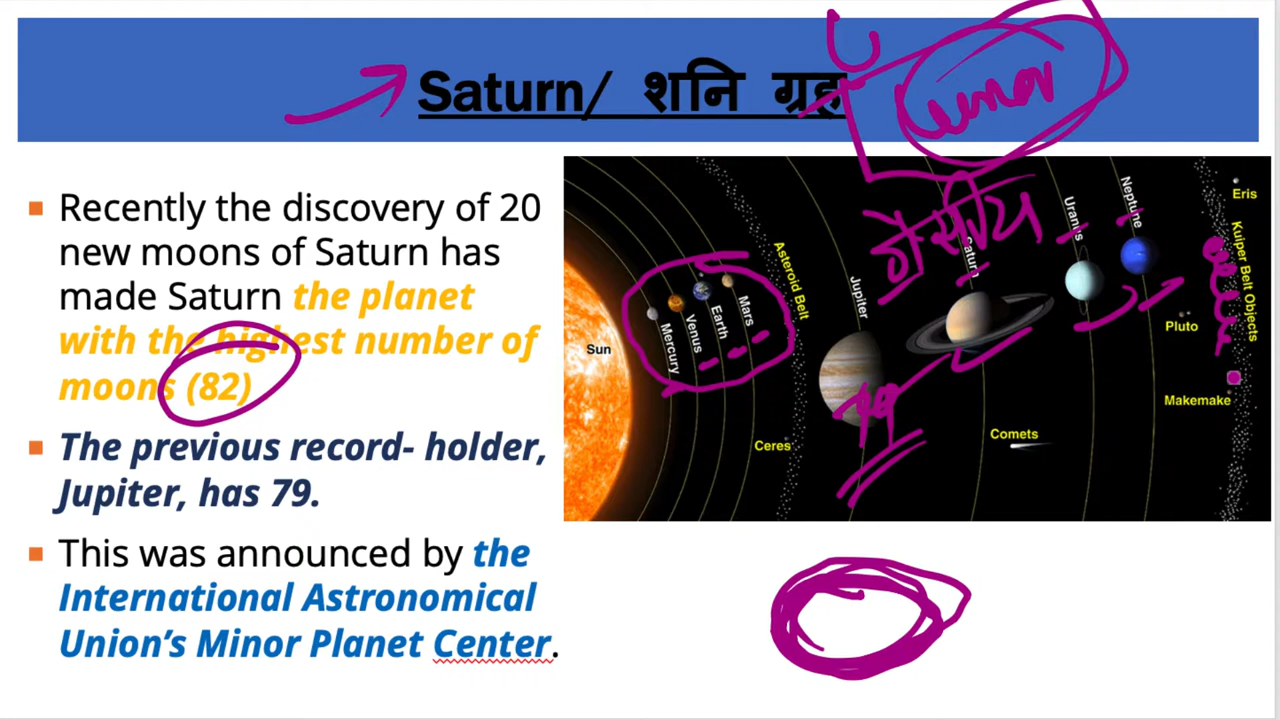 Saturn/ शनि ग्रह
Recently the discovery of 20
new moons of Saturn has
made Saturn the planet
with the highest number of
moons (82)
The previous record- holder,
Jupiter, has 79.
This was announced by the
International Astronomical
Union’s Minor Planet Center.
Sun
Mercury
Venus
Earth
Mars
Asteroid Belt
Ceres
Jupiter
Saturn
Uranus
Neptune
Comets
Pluto
Makemake
Eris
Kuiper Belt Objects